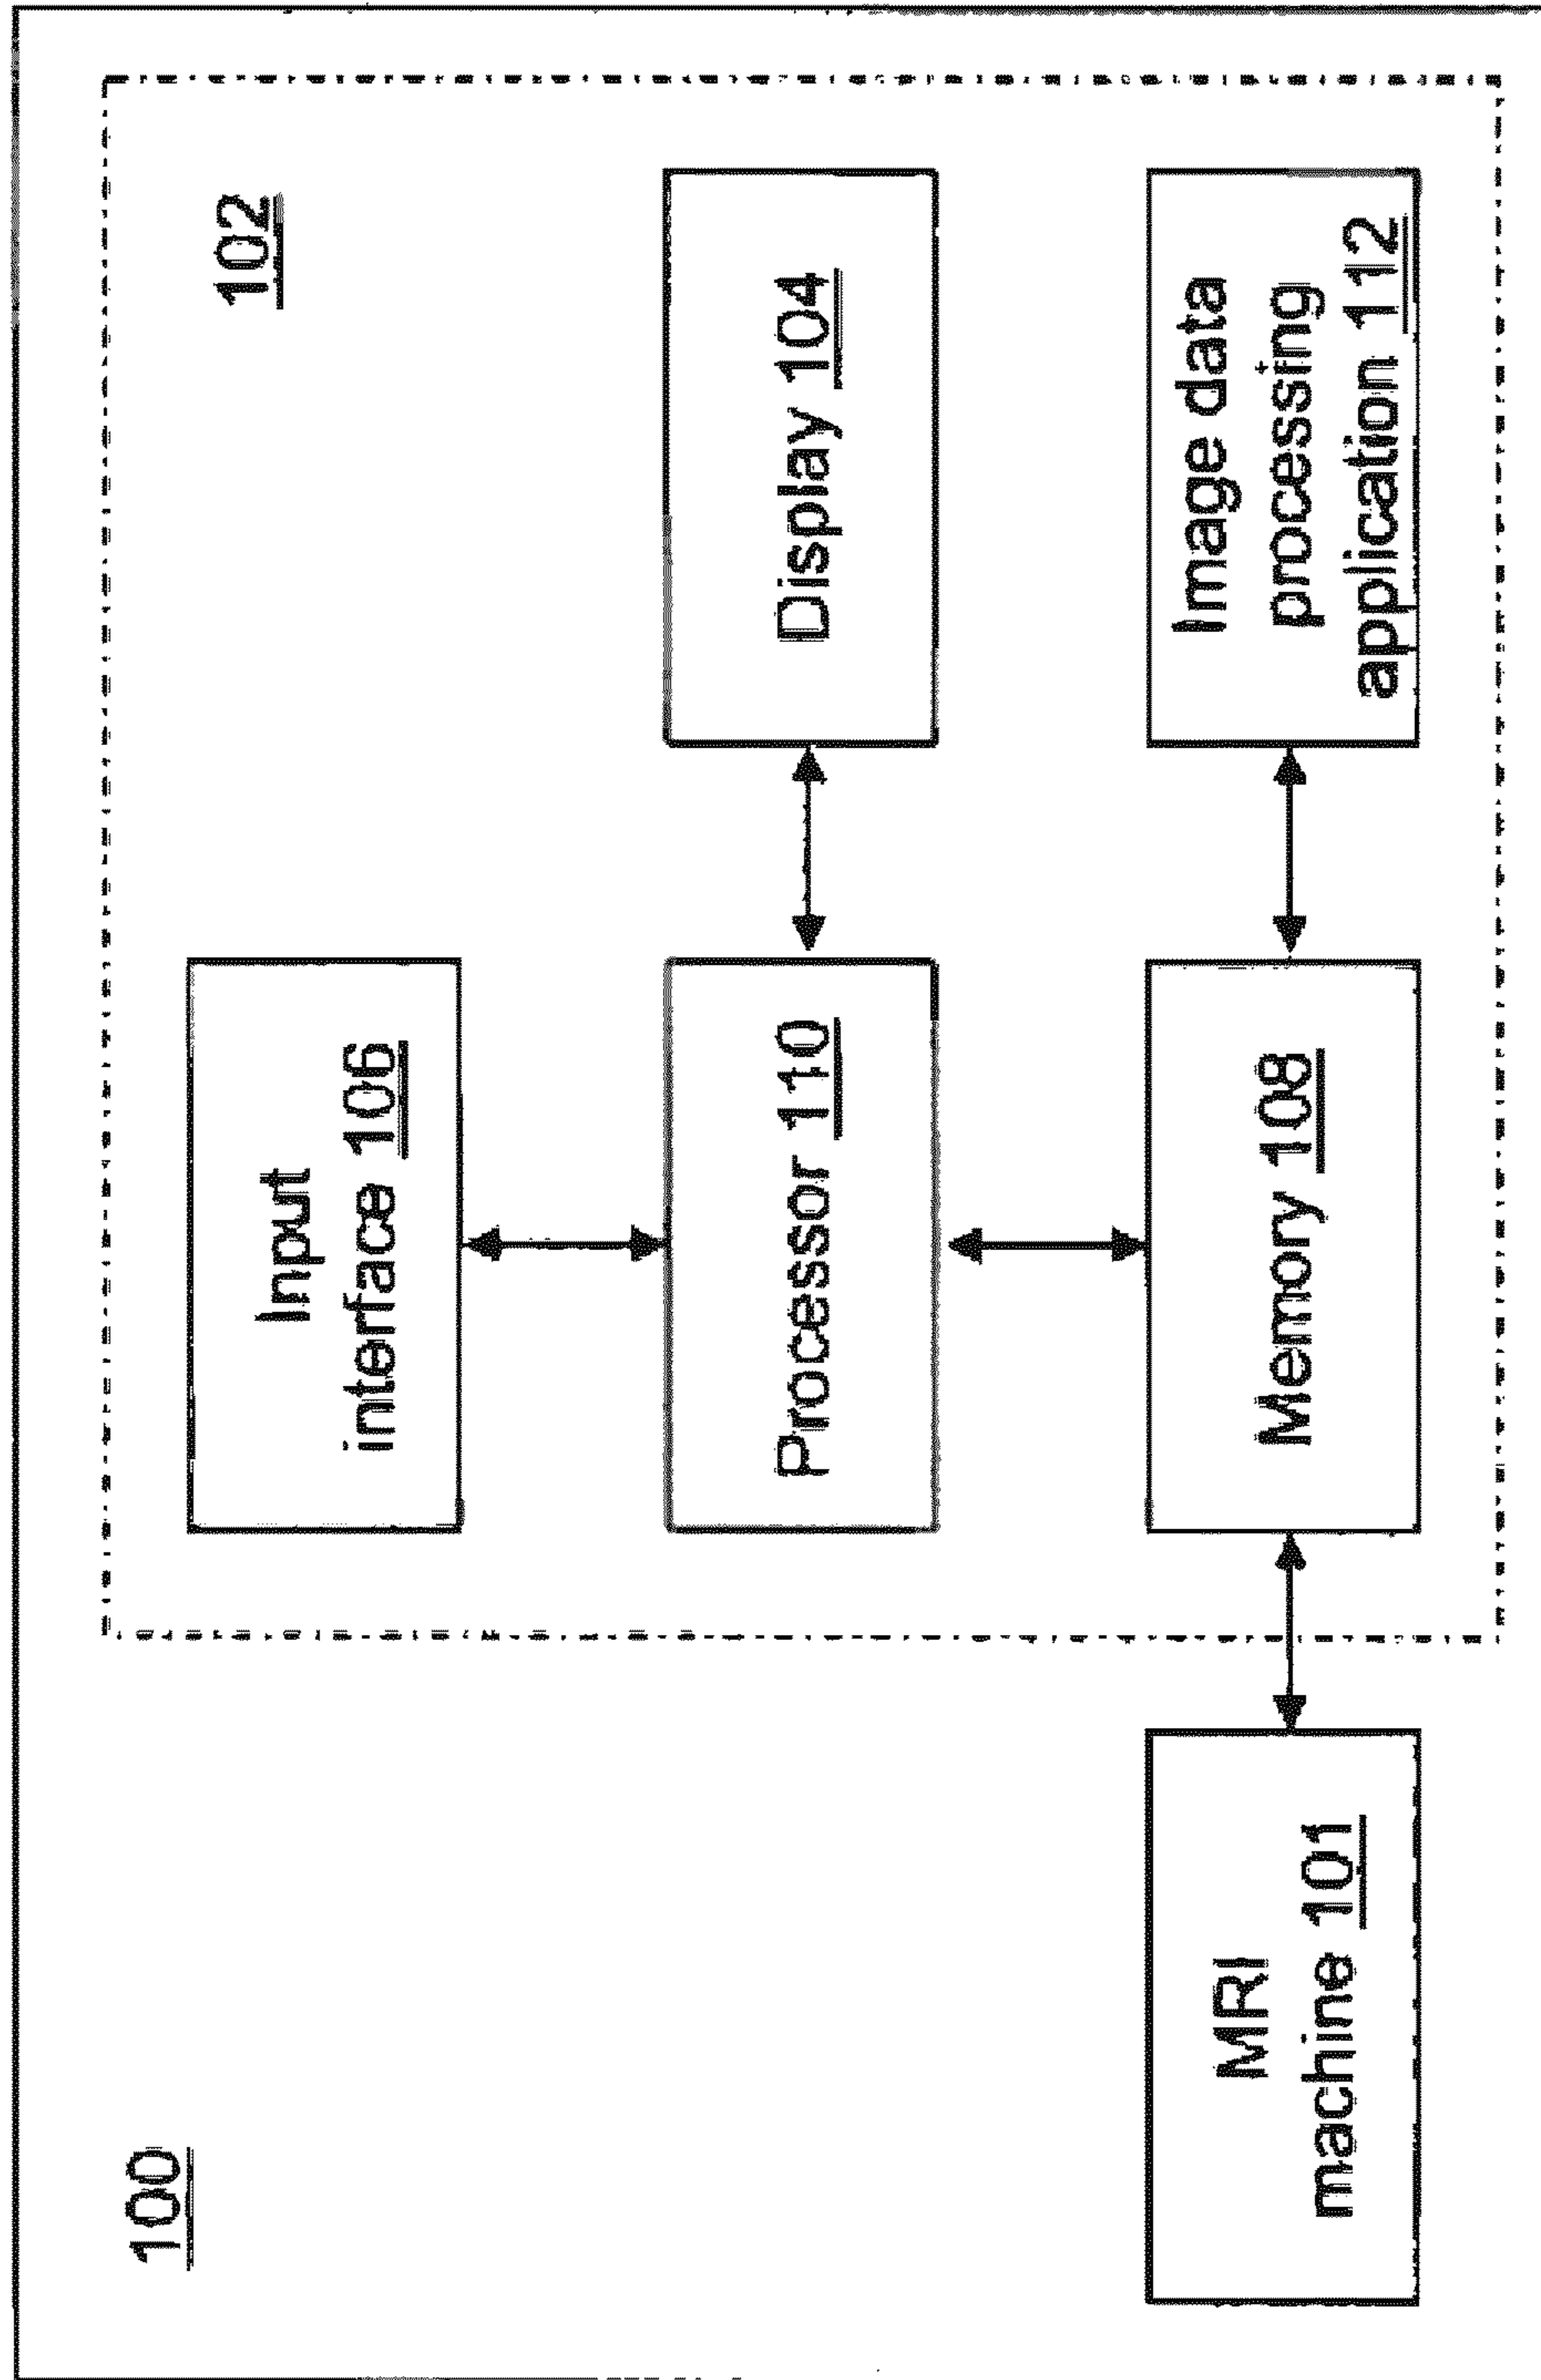 100
102
Input
interface 106
Processor 110
Display 104
MRI
machine 101
Memory 108
Image data
processing
application 112